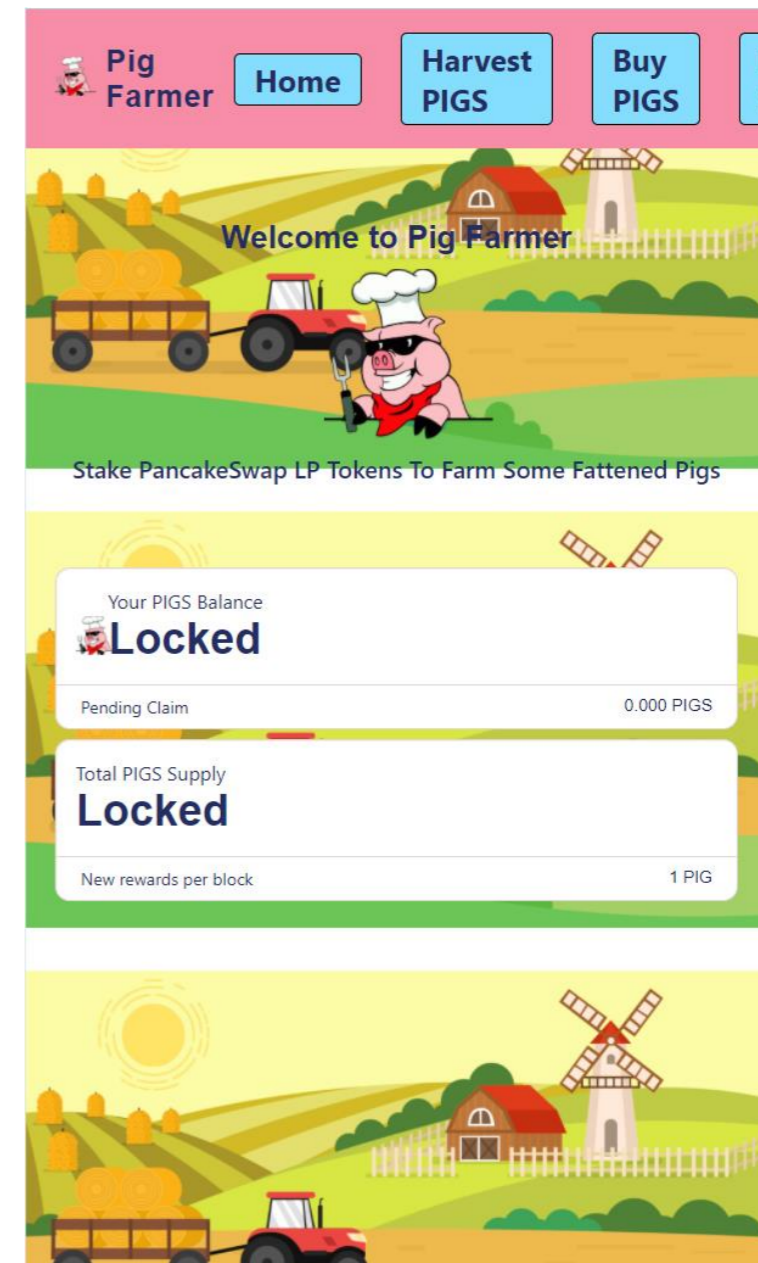 Pig
Farmer
Home
Harvest
PIGS
Buy
PIGS
Welcome to Pig Farmer
Stake PancakeSwap LP Tokens To Farm Some Fattened Pigs
Your PIGS Balance
Locked
Pending Claim 0.000 PIGS
Total PIGS Supply
Locked
New rewards per block 1 PIG